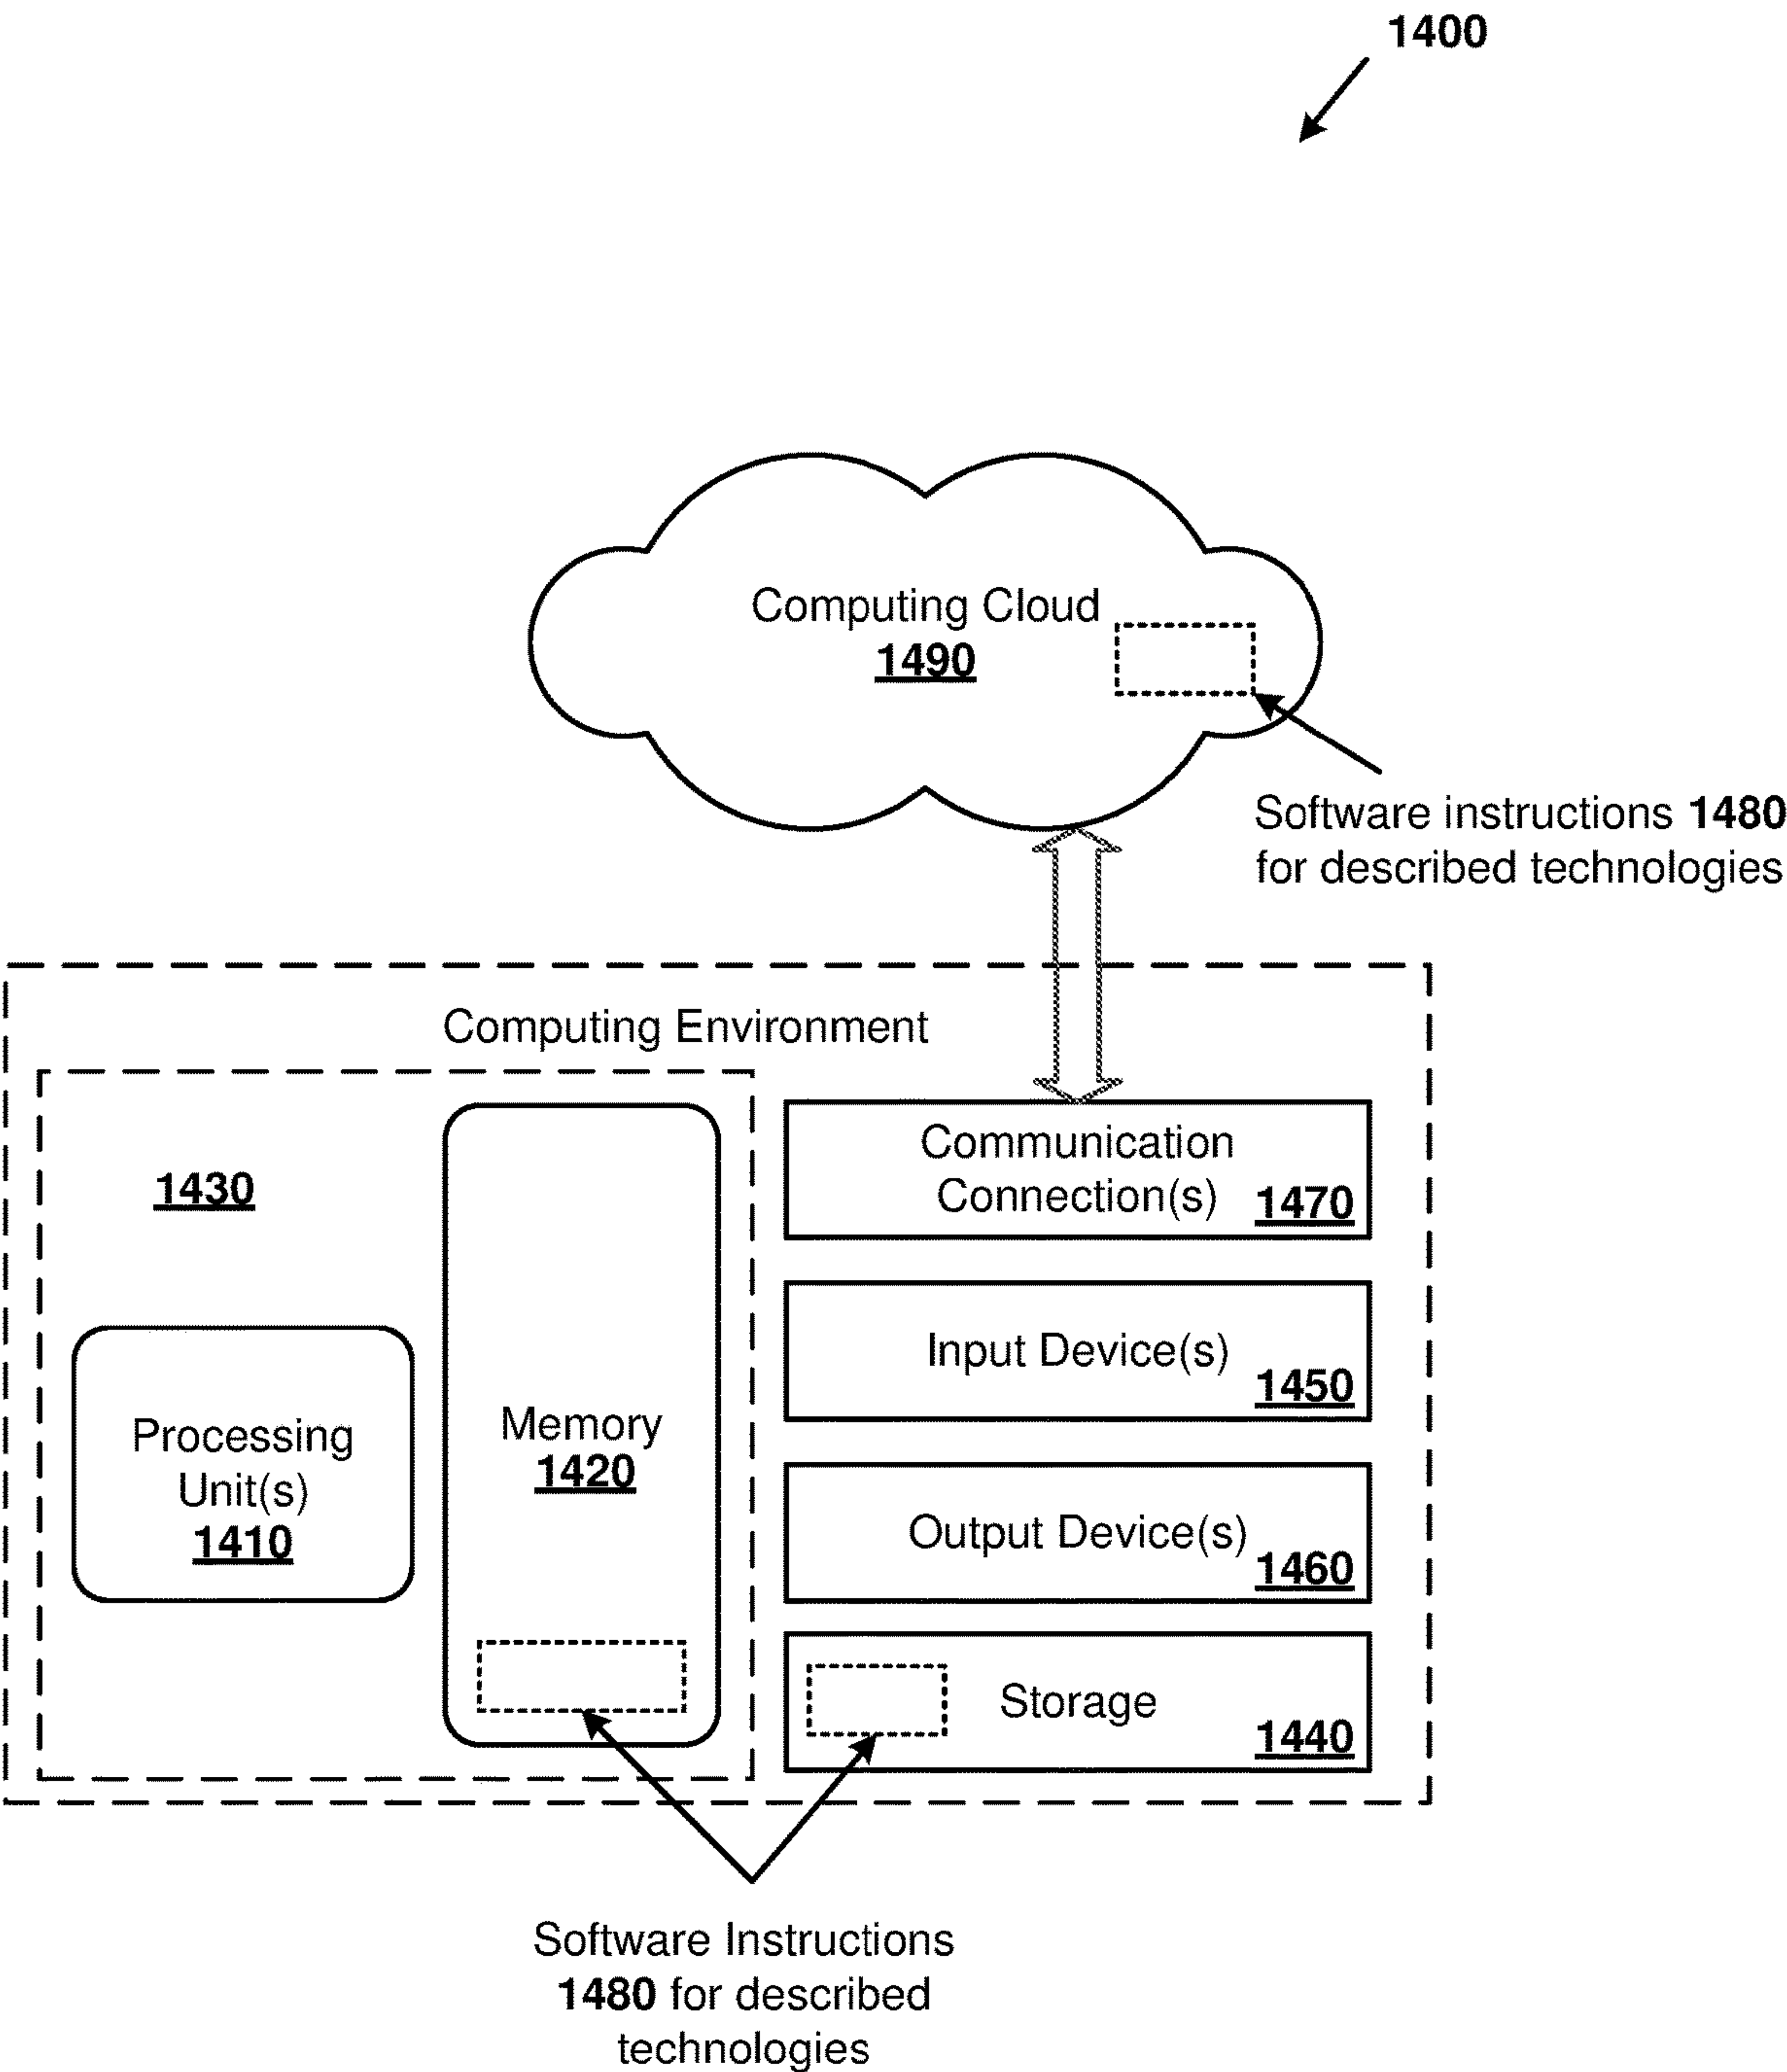 1400
Computing Cloud
1490
Software instructions 1480
for described technologies
Computing Environment
1430
Processing
Unit(s)
1410
Memory
1420
Communication
Connection(s)
1470
Input Device(s)
1450
Output Device(s)
1460
Storage
1440
Software Instructions
1480 for described
technologies